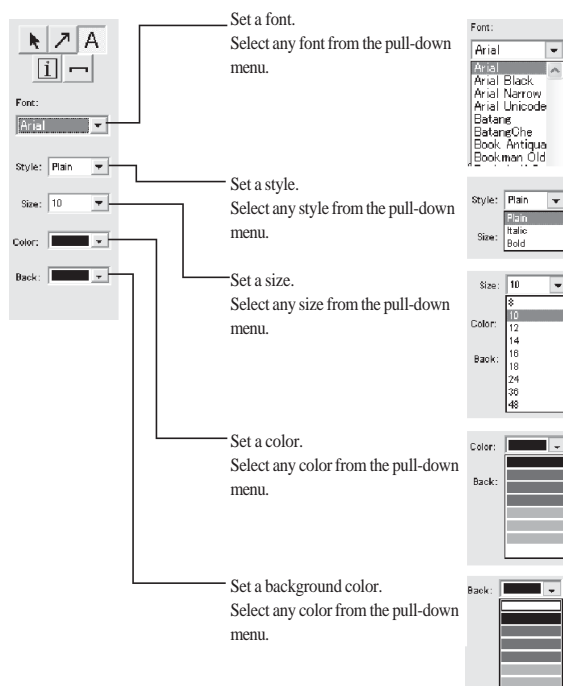 A
i
Font:
Arial
Style: Plain
Size: 10
Color:
Back:
Set a font.
Select any font from the pull-down
menu.
Set a style.
Select any style from the pull-down
menu.
Set a size.
Select any size from the pull-down
menu.
Set a color.
Select any color from the pull-down
menu.
Set a background color.
Select any color from the pull-down
menu.
Font:
Arial
Arial
Arial Black
Arial Narrow
Arial Unicode
Batang
BatangChe
Book Antiqua
Bookman Old
Style: Plain
Plain
Italic
Size:
Bold
Size: 10
8
10
Color:
12
14
Back:
16
18
24
36
48
Color:
Back:
Back: